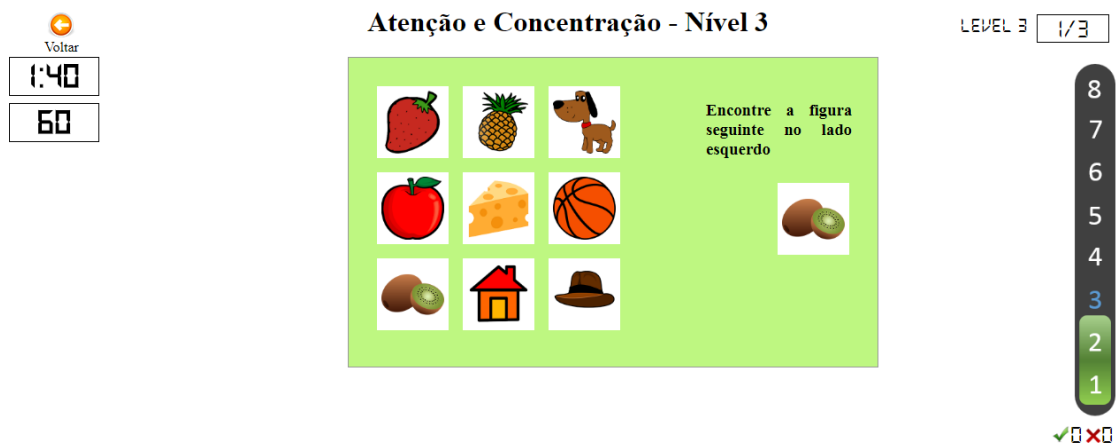 Atenção e Concentração - Nível 3
LEVEL 3 1/3
Voltar
1:40
60
Encontre a figura
seguinte no lado
esquerdo
8
7
6
5
4
3
2
1
0 0